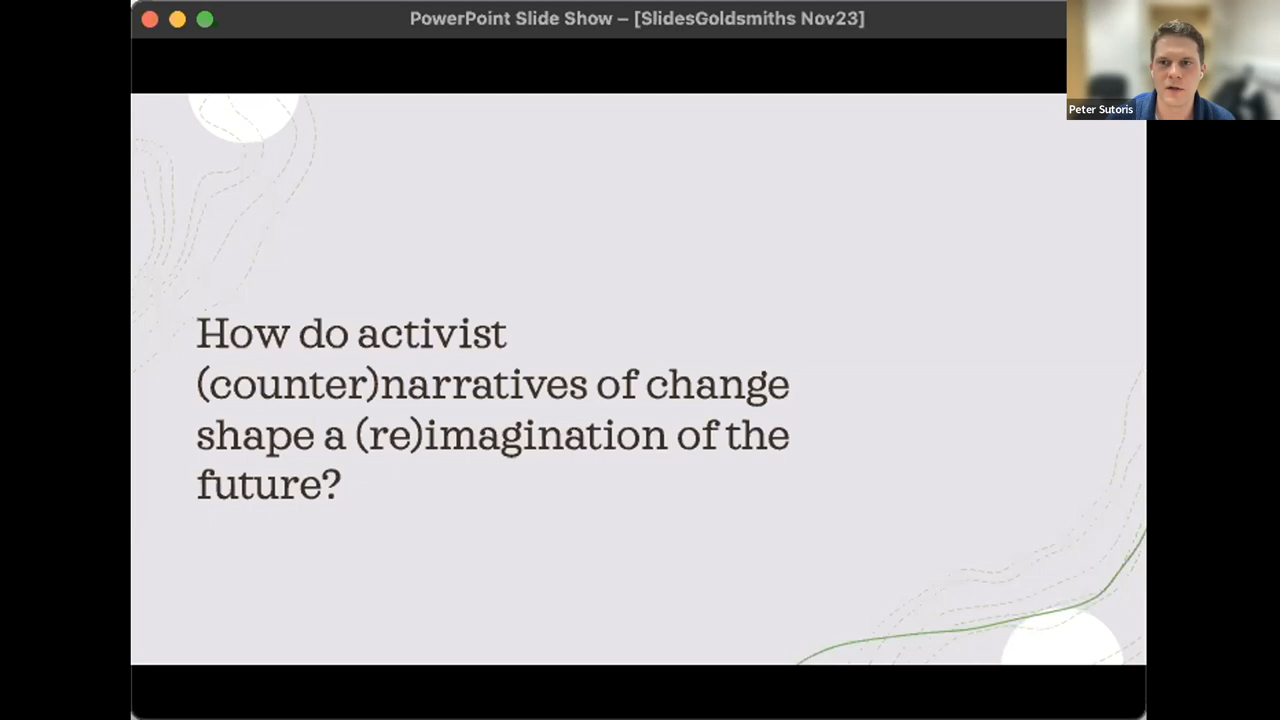 PowerPoint Slide Show – [SlidesGoldsmiths Nov23]
Peter Sutoris
How do activist
(counter)narratives of change
shape a (re)imagination of the
future?